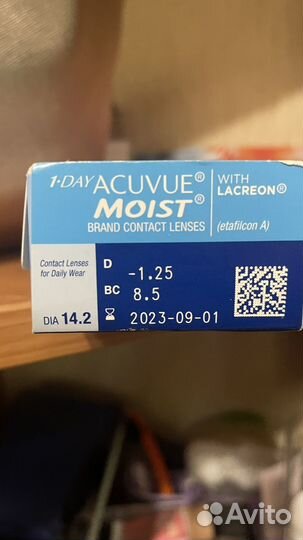 1-DAY ACUVUE® WITH
MOIST® LACREON®
BRAND CONTACT LENSES (etafilcon A)
Contact Lenses
for Daily Wear
D -1.25
BC 8.5
DIA 14.2
2023-09-01
Avito